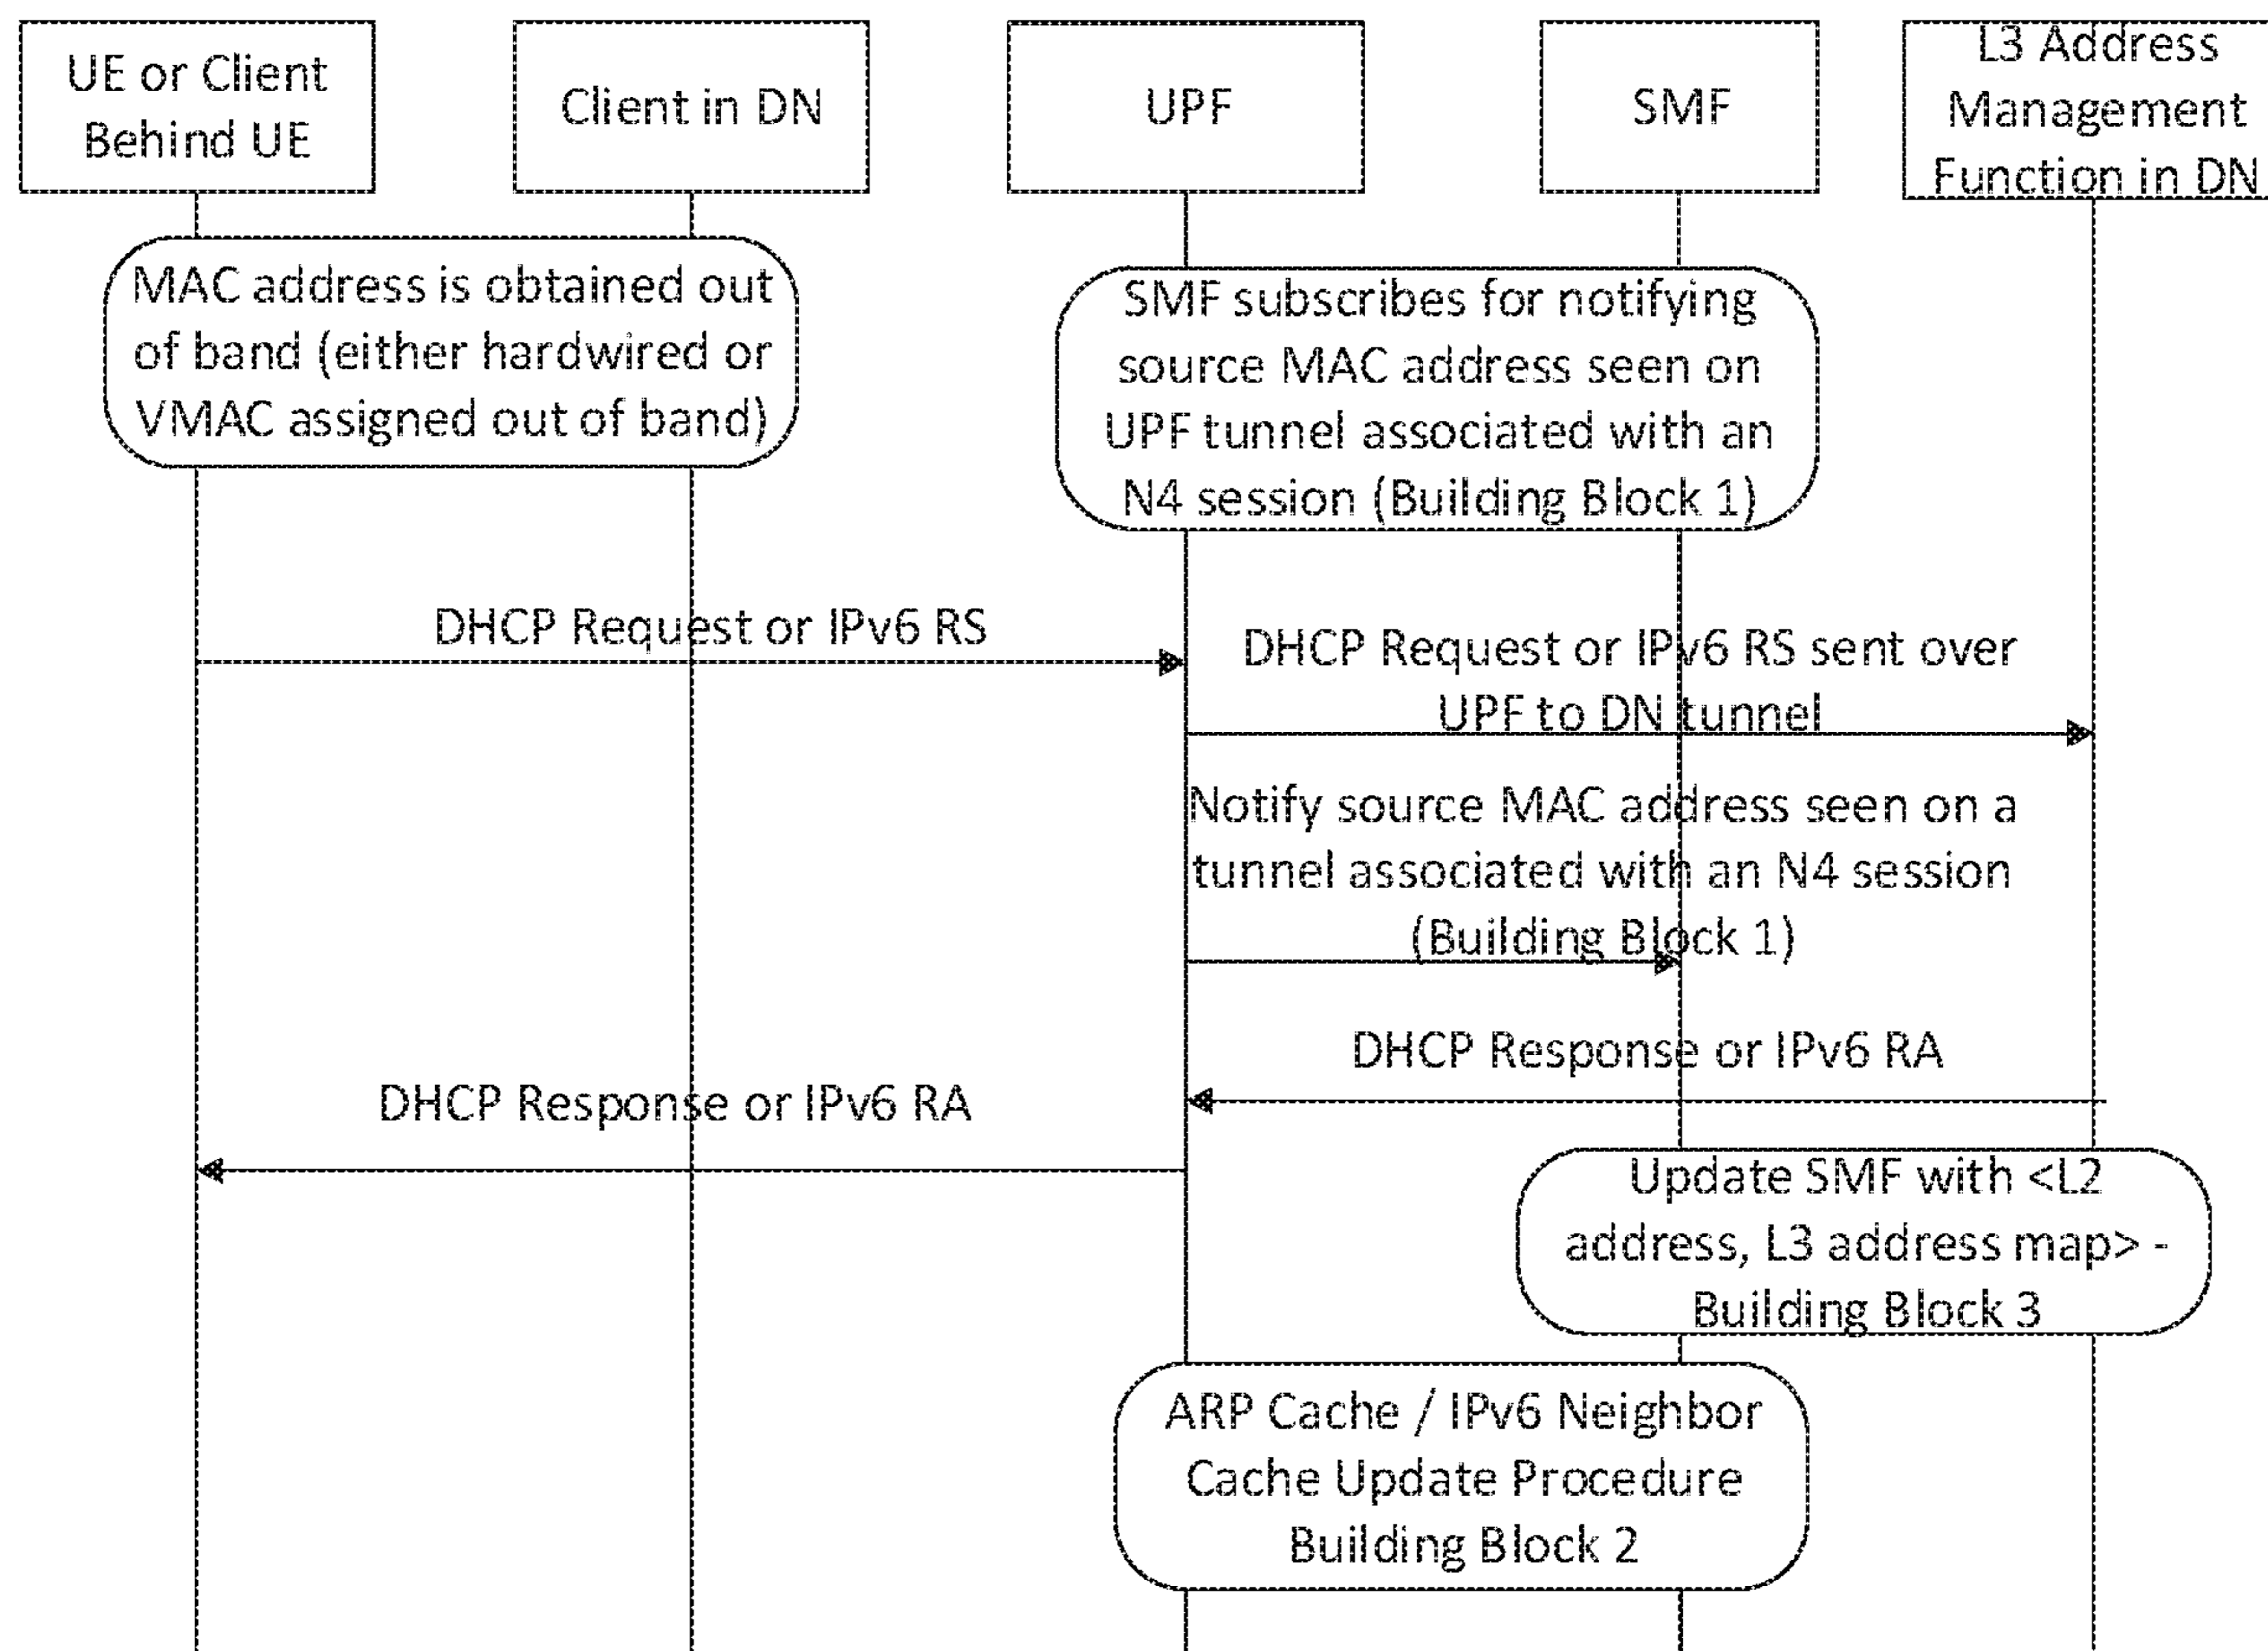 UE or Client
Behind UE
Client in DN
UPF
SMF
L3 Address
Management
Function in DN
MAC address is obtained out
of band (either hardwired or
VMAC assigned out of band)
SMF subscribes for notifying
source MAC address seen on
UPF tunnel associated with an
N4 session (Building Block 1)
DHCP Request or IPv6 RS
DHCP Request or IPv6 RS sent over
UPF to DN tunnel
Notify source MAC address seen on a
tunnel associated with an N4 session
(Building Block 1)
DHCP Response or IPv6 RA
DHCP Response or IPv6 RA
Update SMF with <L2
address, L3 address map> -
Building Block 3
ARP Cache / IPv6 Neighbor
Cache Update Procedure
Building Block 2